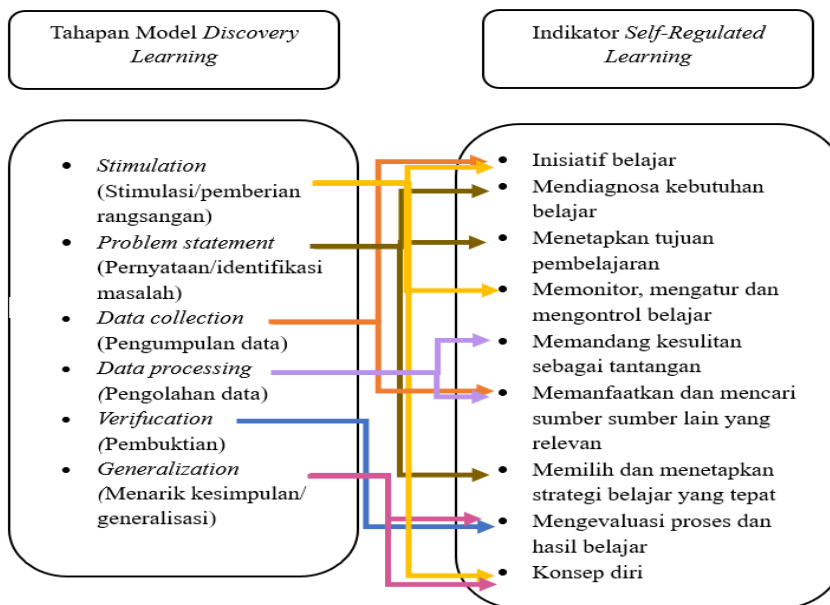 Tahapan Model Discovery
Learning
Indikator Self-Regulated
Learning
• Stimulation
(Stimulasi/pemberian
rangsangan)
• Problem statement
(Pernyataan/identifikasi
masalah)
• Data collection
(Pengumpulan data)
• Data processing
(Pengolahan data)
• Verifucation
(Pembuktian)
• Generalization
(Menarik kesimpulan/
generalisasi)
• Inisiatif belajar
• Mendiagnosa kebutuhan
belajar
• Menetapkan tujuan
pembelajaran
• Memonitor, mengatur dan
mengontrol belajar
• Memandang kesulitan
sebagai tantangan
• Memanfaatkan dan mencari
sumber sumber lain yang
relevan
• Memilih dan menetapkan
strategi belajar yang tepat
• Mengevaluasi proses dan
hasil belajar
• Konsep diri